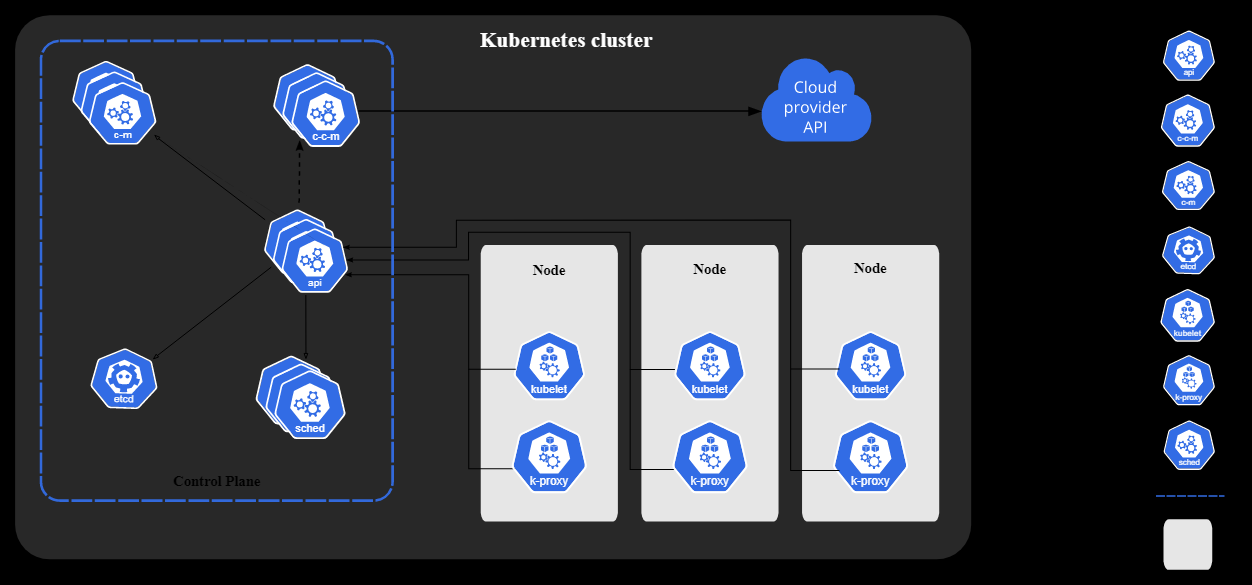 Kubernetes cluster
c-m
c-c-m
Cloud
provider
API
api
Node
Node
Node
kubelet
kubelet
kubelet
etcd
sched
k-proxy
k-proxy
k-proxy
Control Plane
api
c-c-m
c-m
etcd
kubelet
k-proxy
sched